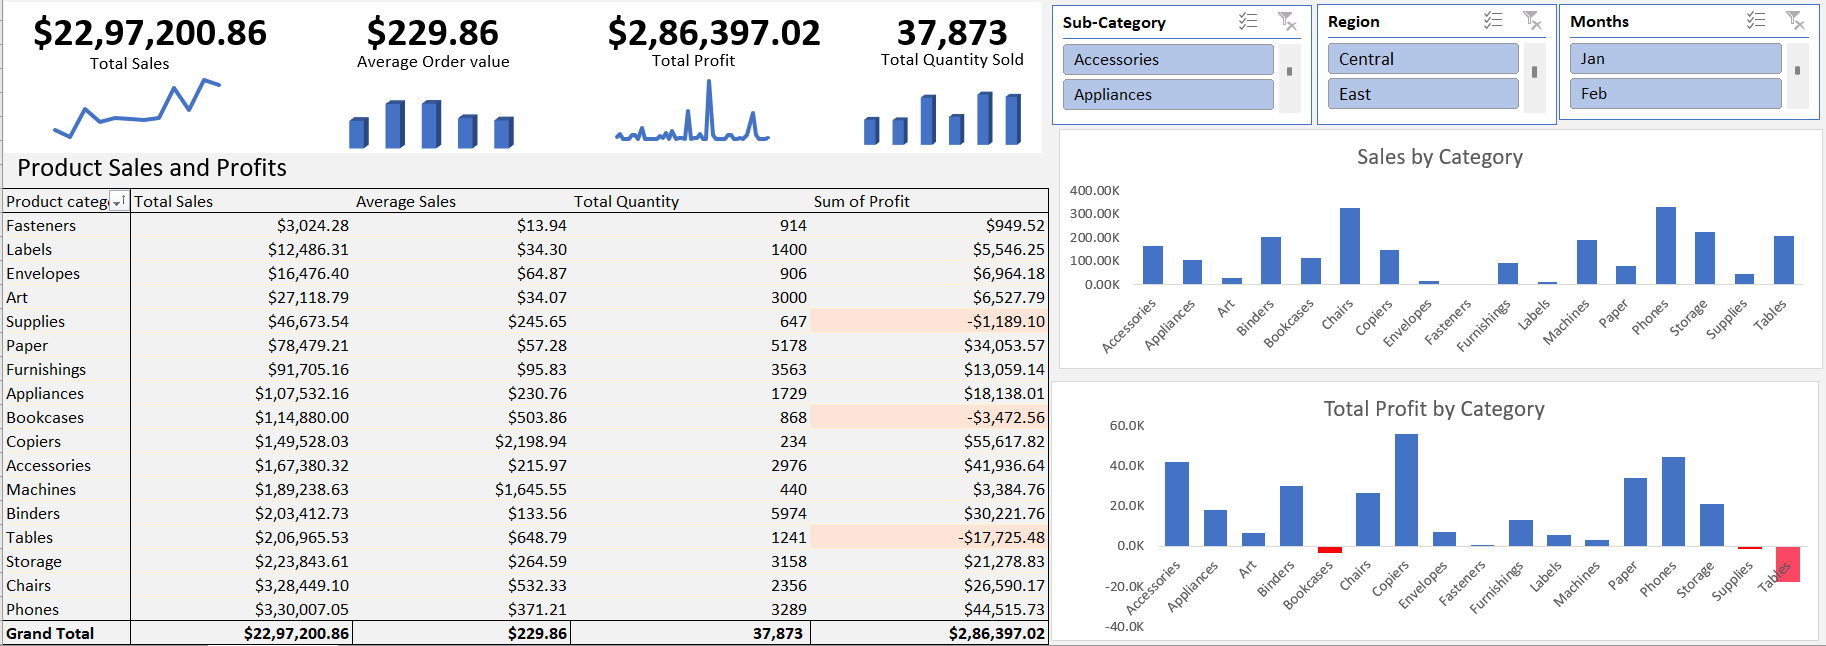 $22,97,200.86
Total Sales
$229.86
Average Order value
$2,86,397.02
Total Profit
37,873
Total Quantity Sold
Sub-Category
Accessories
Appliances
Region
Central
East
Months
Jan
Feb
Product Sales and Profits
Product categ Total Sales Average Sales Total Quantity Sum of Profit
Fasteners $3,024.28 $13.94 914 $949.52
Labels $12,486.31 $34.30 1400 $5,546.25
Envelopes $16,476.40 $64.87 906 $6,964.18
Art $27,118.79 $34.07 3000 $6,527.79
Supplies $46,673.54 $245.65 647 -$1,189.10
Paper $78,479.21 $57.28 5178 $34,053.57
Furnishings $91,705.16 $95.83 3563 $13,059.14
Appliances $1,07,532.16 $230.76 1729 $18,138.01
Bookcases $1,14,880.00 $503.86 868 -$3,472.56
Copiers $1,49,528.03 $2,198.94 234 $55,617.82
Accessories $1,67,380.32 $215.97 2976 $41,936.64
Machines $1,89,238.63 $1,645.55 440 $3,384.76
Binders $2,03,412.73 $133.56 5974 $30,221.76
Tables $2,06,965.53 $648.79 1241 -$17,725.48
Storage $2,23,843.61 $264.59 3158 $21,278.83
Chairs $3,28,449.10 $532.33 2356 $26,590.17
Phones $3,30,007.05 $371.21 3289 $44,515.73
Grand Total $22,97,200.86 $229.86 37,873 $2,86,397.02
Sales by Category
400.00K
300.00K
200.00K
100.00K
0.00K
Accessories
Appliances
Art
Binders
Bookcases
Chairs
Copiers
Envelopes
Fasteners
Furnishings
Labels
Machines
Paper
Phones
Storage
Supplies
Tables
Total Profit by Category
60.0K
40.0K
20.0K
0.0K
-20.0K
-40.0K
Accessories
Appliances
Art
Binders
Bookcases
Chairs
Copiers
Envelopes
Fasteners
Furnishings
Labels
Machines
Paper
Phones
Storage
Supplies
Tables